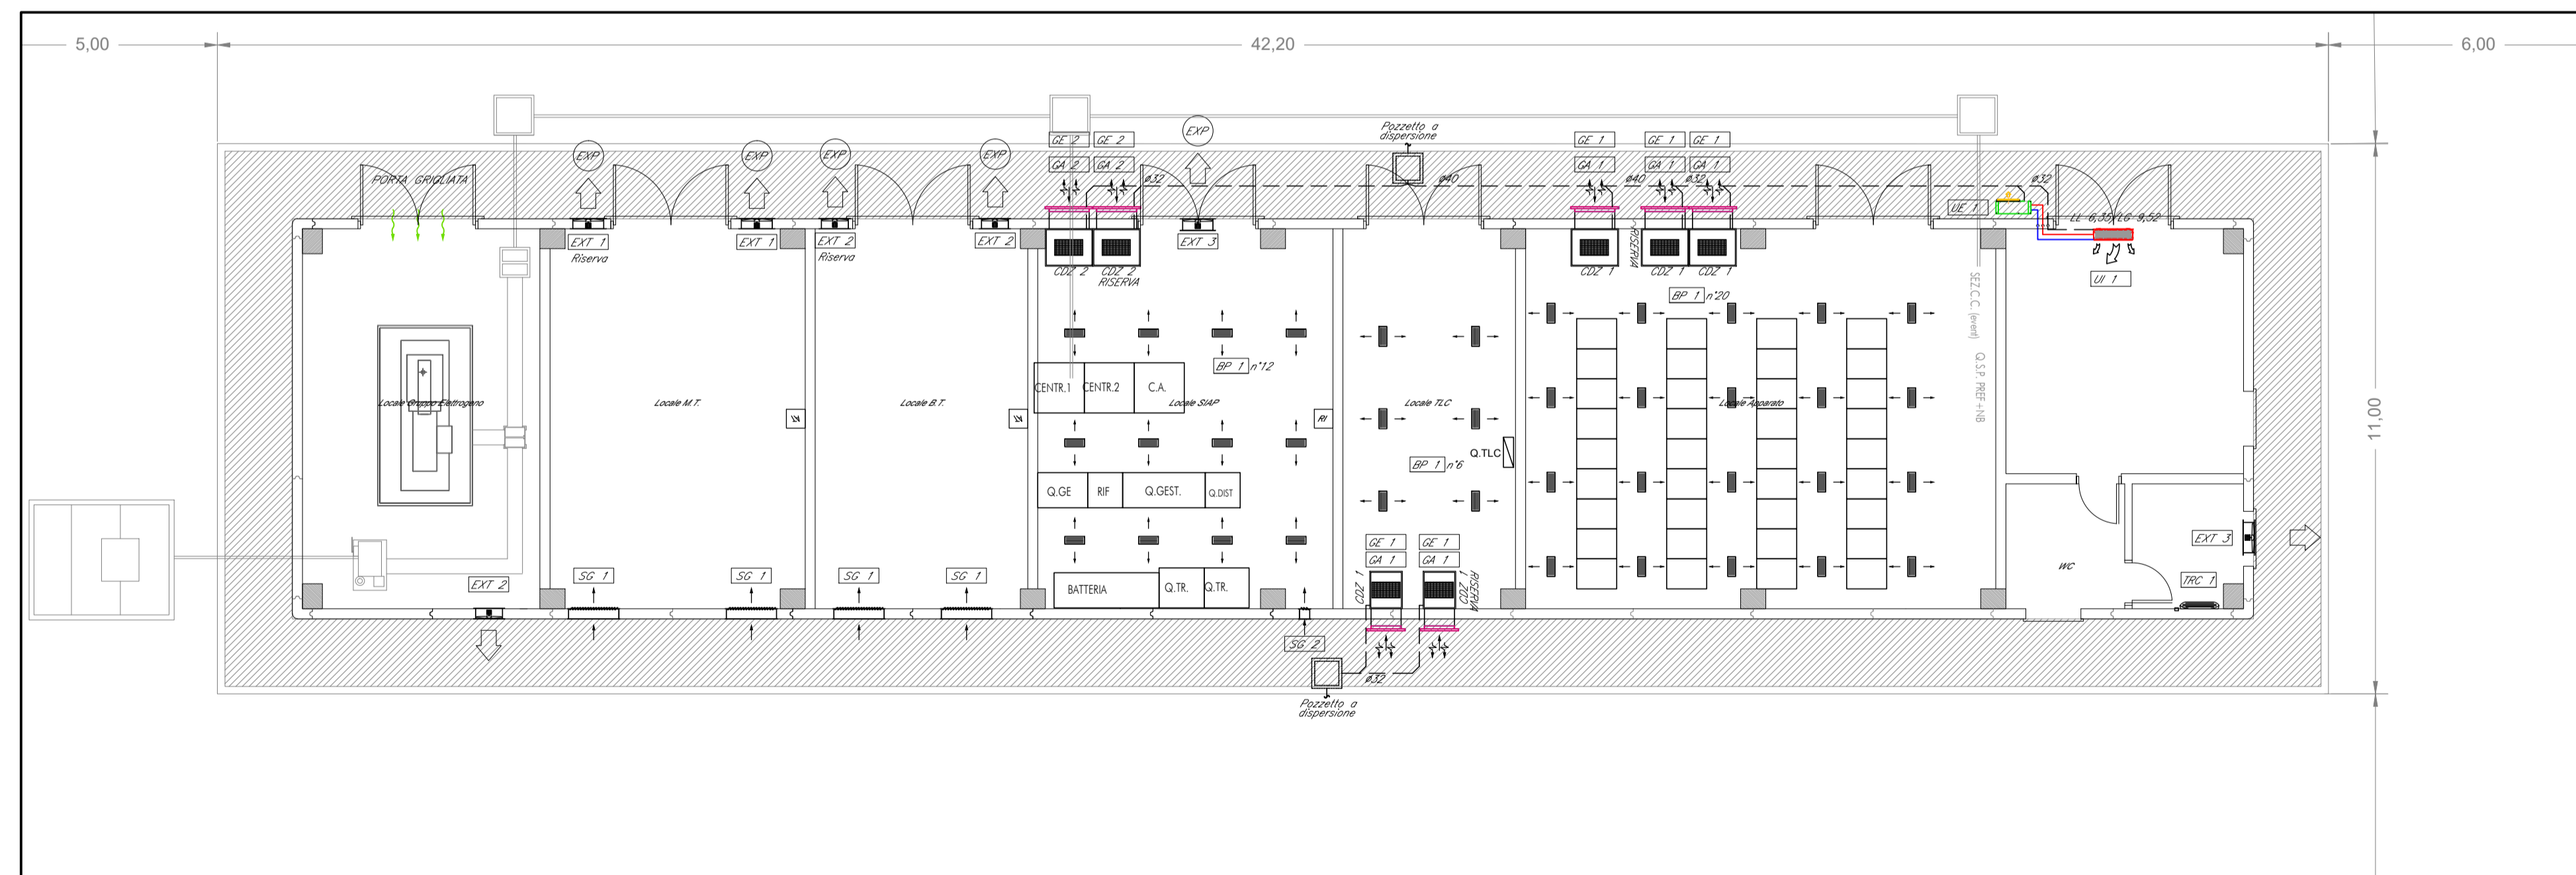 5,00
42,20
6,00
11,00
GE 2
GE 2
EXP
Pozzetto a
dispersione
GE 1
GE 1
GE 1
EXP
EXP
EXP
EXP
GA 2
GA 2
GA 1
GA 1
GA 1
PORTA GRIGLIATA
ø32
ø40
ø40
ø32
ø32
UE 1
LL 6,35/LG 9,52
EXT 1
Riserva
EXT 1
EXT 2
Riserva
EXT 2
EXT 3
CDZ 2
CDZ 2
RISERVA
CDZ 1
RISERVA
CDZ 1
CDZ 1
UI 1
BP 1 n°20
SEZ C.C. (event)
Q.S.P. PREF+NB
BP 1 n°12
CENTR.1
CENTR.2
C.A.
Locale Gruppo Elettrogeno
Locale M.T.
Locale B.T.
Locale SIAP
Locale TLC
Locale Apparato
RI
Q.TLC
BP 1 n°6
Q.GE
RIF
Q.GEST.
Q.DIST
GE 1
GE 1
GA 1
GA 1
EXT 3
WC
TRC 1
EXT 2
SG 1
SG 1
SG 1
SG 1
BATTERIA
Q.TR.
Q.TR.
CDZ 1
CDZ 1
RISERVA
SG 2
ø32
Pozzetto a
dispersione